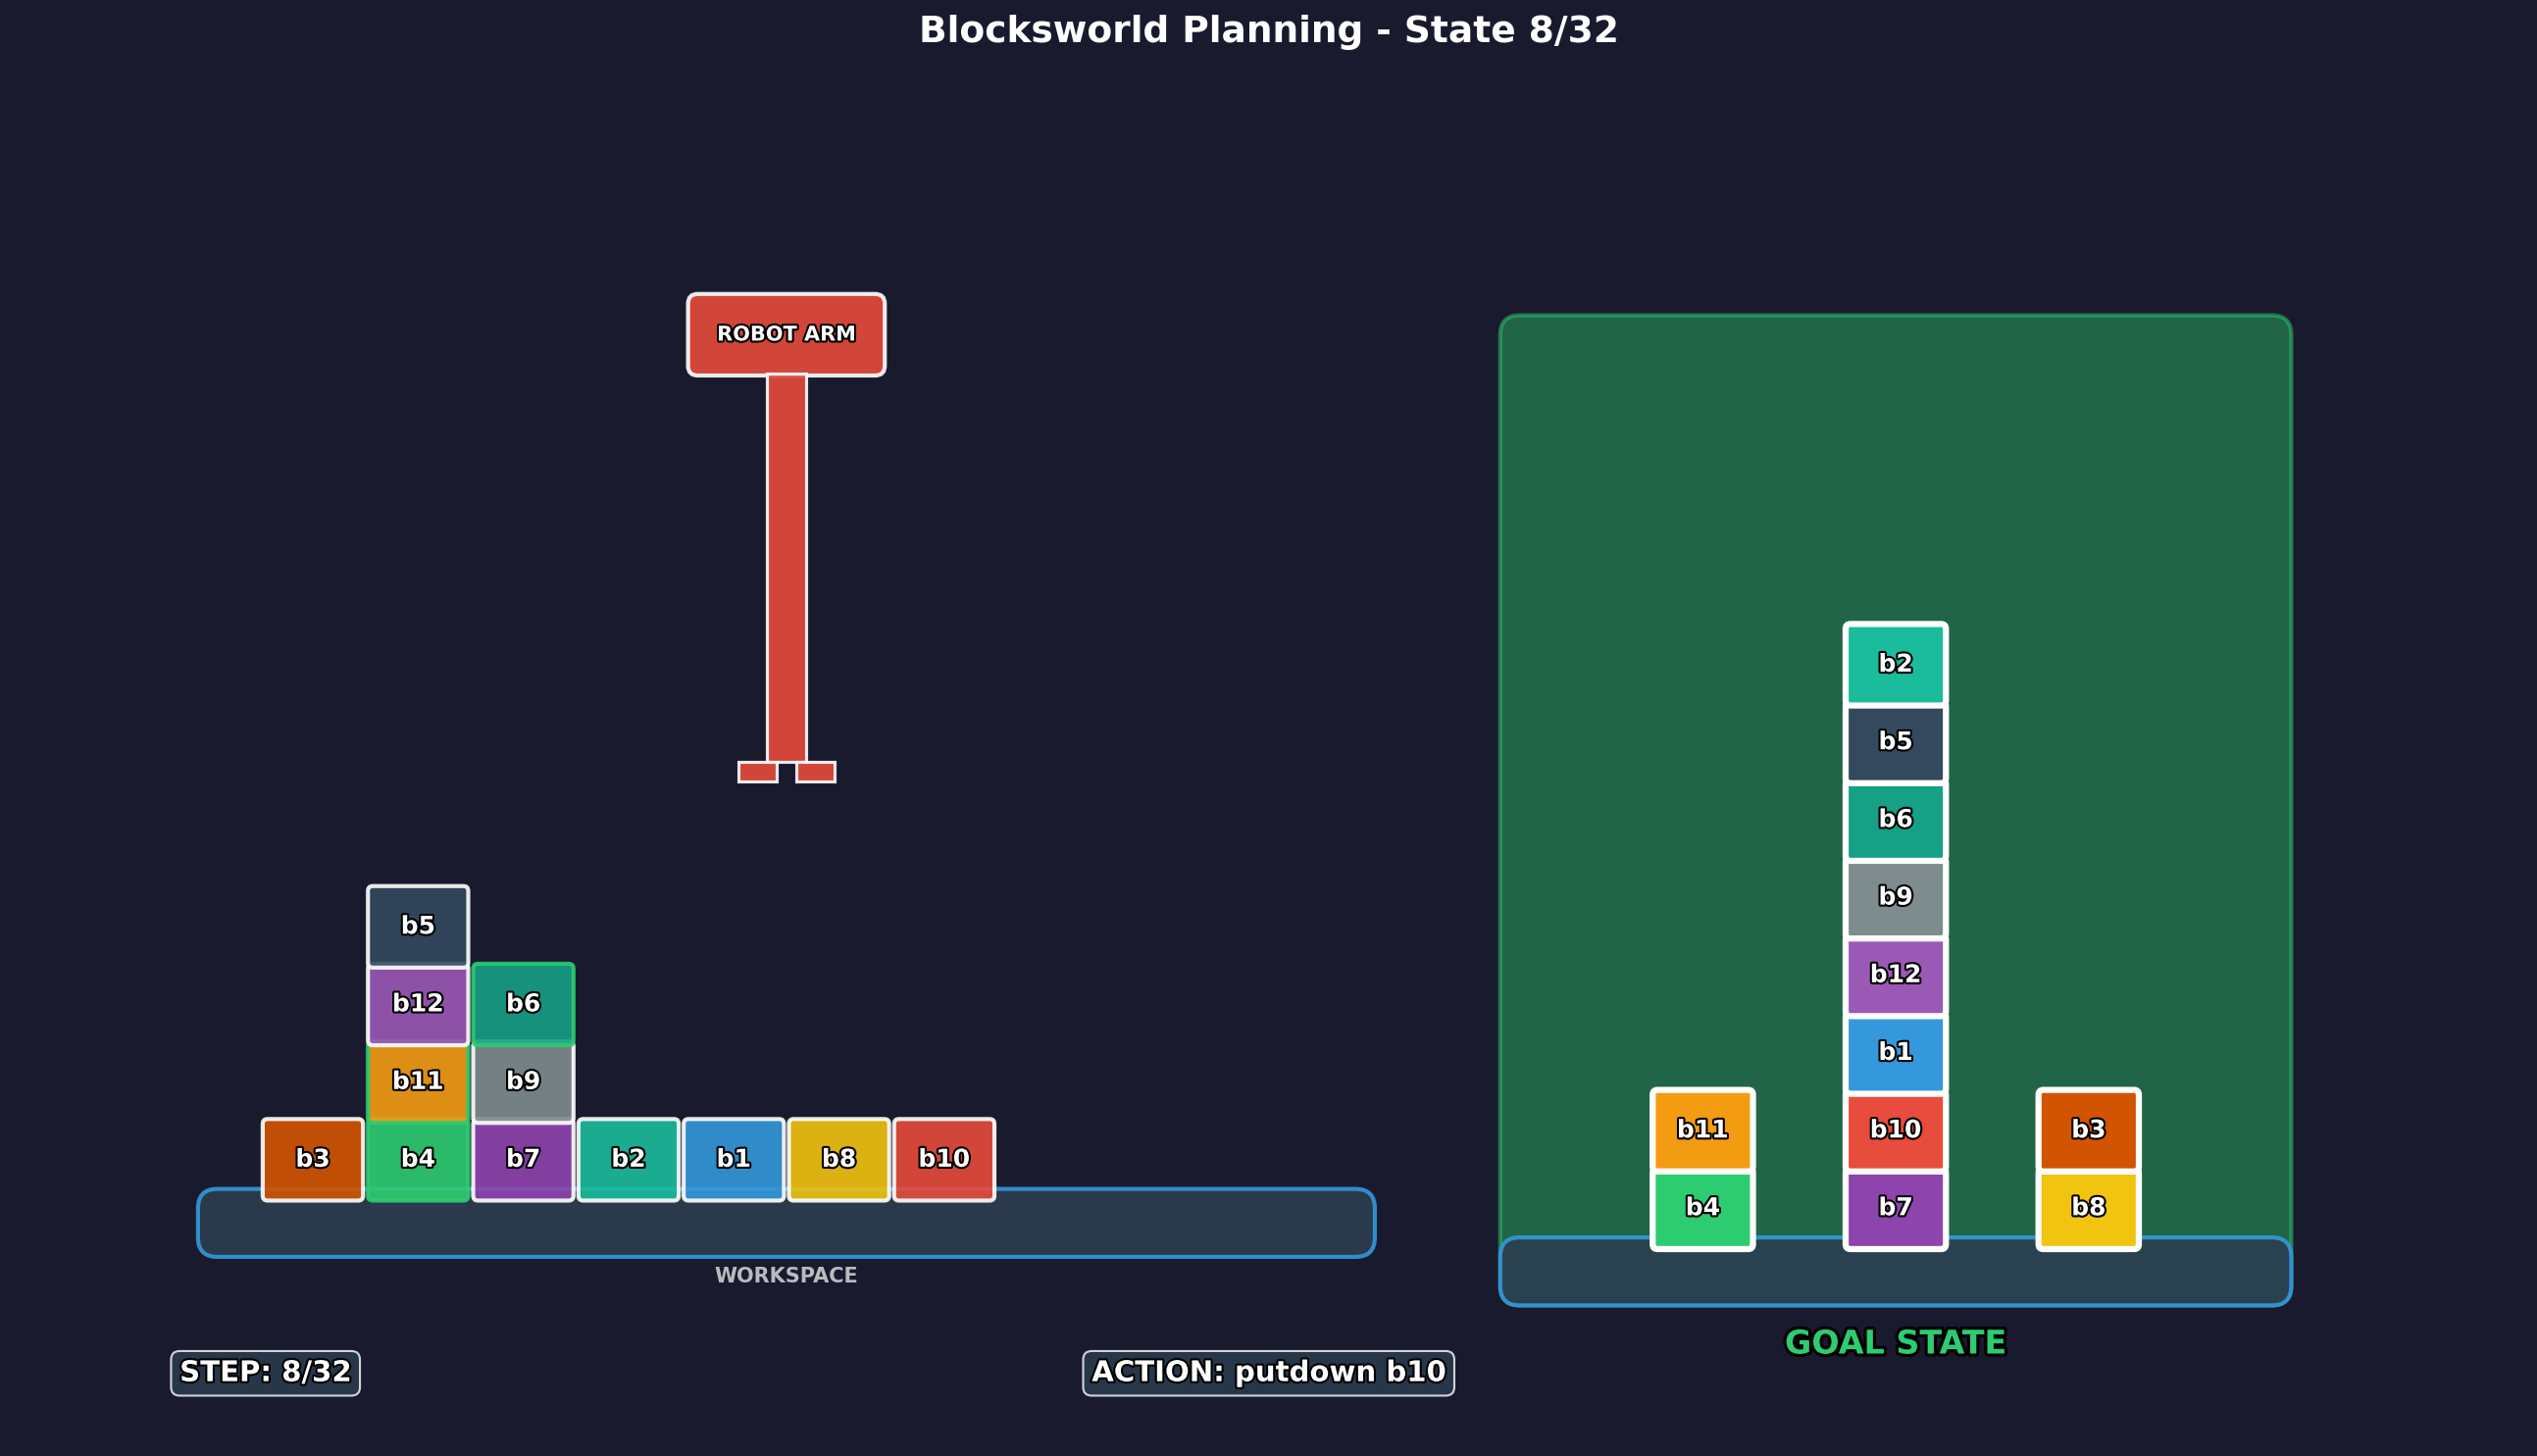 Blocksworld Planning - State 8/32
ROBOT ARM
b5
b12 b6
b11 b9
b3 b4 b7 b2 b1 b8 b10
WORKSPACE
b2
b5
b6
b9
b12
b1
b11 b10 b3
b4 b7 b8
GOAL STATE
STEP: 8/32
ACTION: putdown b10